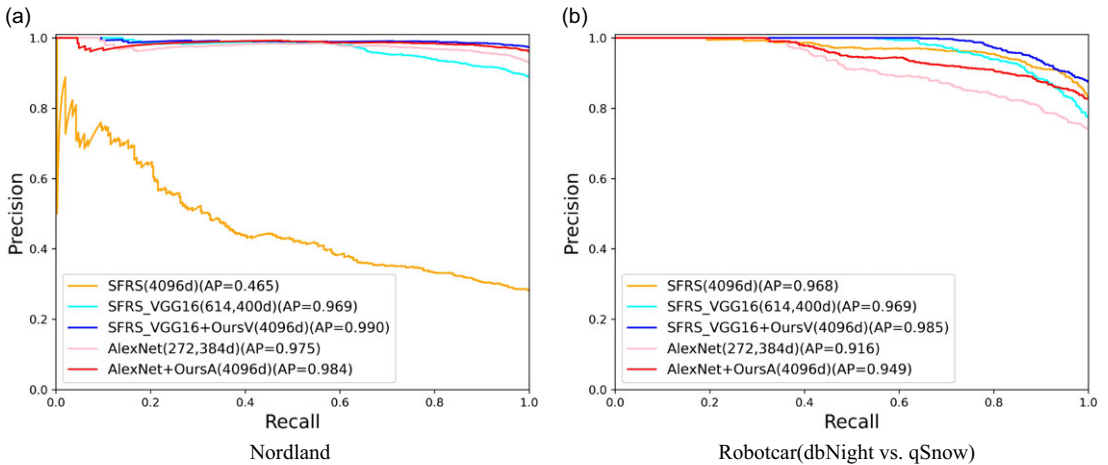 (a)
1.0
0.8
0.6
0.4
0.2
0.0
Precision
SFRS(4096d)(AP=0.465)
SFRS_VGG16(614,400d)(AP=0.969)
SFRS_VGG16+OursV(4096d)(AP=0.990)
AlexNet(272,384d)(AP=0.975)
AlexNet+OursA(4096d)(AP=0.984)
0.0 0.2 0.4 0.6 0.8 1.0
Recall
Nordland
(b)
1.0
0.8
0.6
0.4
0.2
0.0
Precision
SFRS(4096d)(AP=0.968)
SFRS_VGG16(614,400d)(AP=0.969)
SFRS_VGG16+OursV(4096d)(AP=0.985)
AlexNet(272,384d)(AP=0.916)
AlexNet+OursA(4096d)(AP=0.949)
0.0 0.2 0.4 0.6 0.8 1.0
Recall
Robotcar(dbNight vs. qSnow)